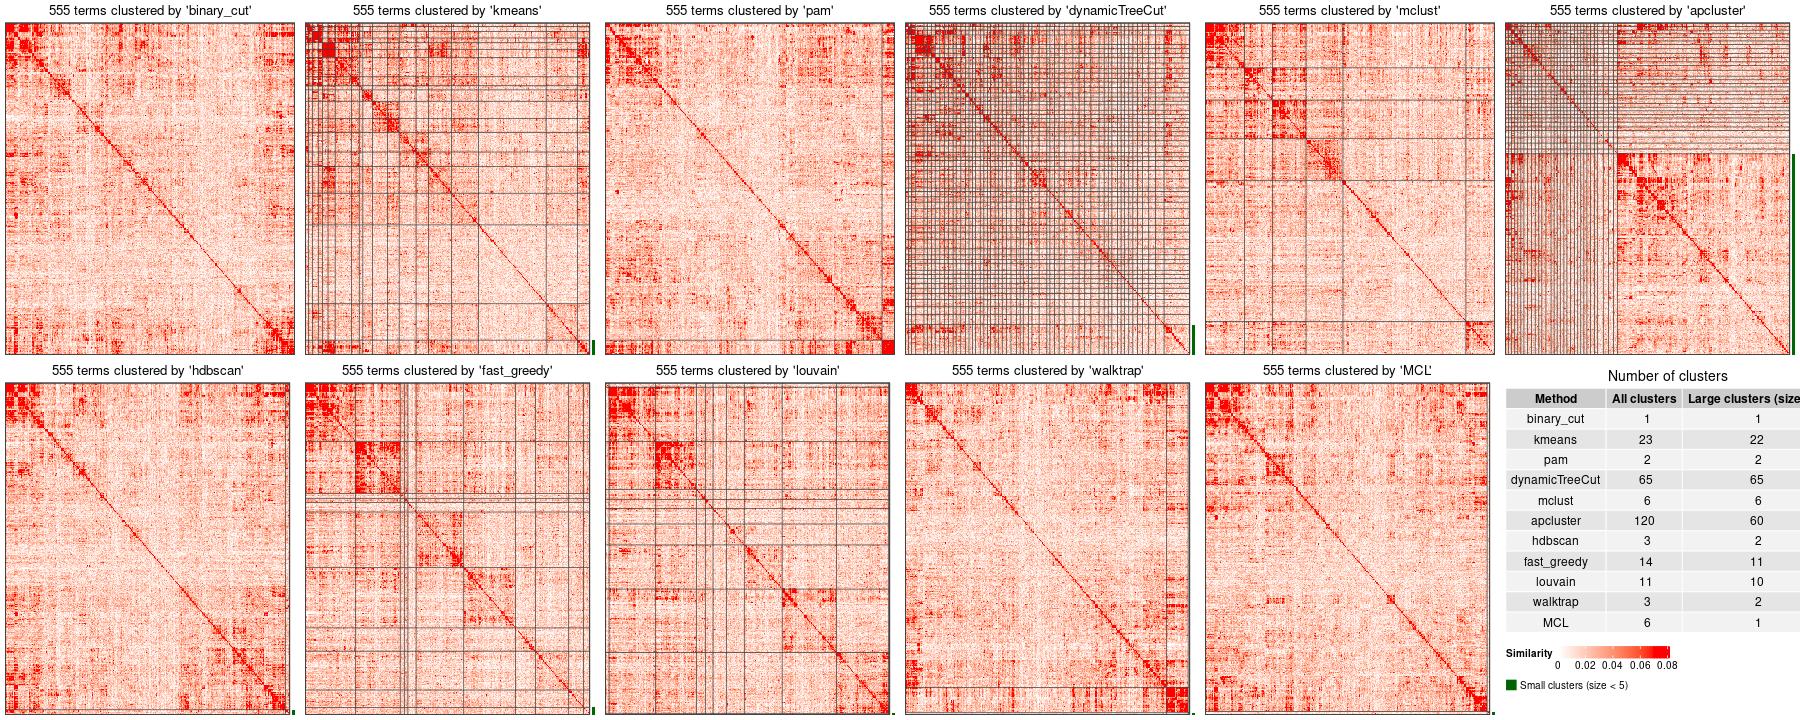 555 terms clustered by 'binary_cut'
555 terms clustered by 'kmeans'
555 terms clustered by 'pam'
555 terms clustered by 'dynamicTreeCut'
555 terms clustered by 'mclust'
555 terms clustered by 'apcluster'
555 terms clustered by 'hdbscan'
555 terms clustered by 'fast_greedy'
555 terms clustered by 'louvain'
555 terms clustered by 'walktrap'
555 terms clustered by 'MCL'
Number of clusters
Method All clusters Large clusters (size
binary_cut 1 1
kmeans 23 22
pam 2 2
dynamicTreeCut 65 65
mclust 6 6
apcluster 120 60
hdbscan 3 2
fast_greedy 14 11
louvain 11 10
walktrap 3 2
MCL 6 1
Similarity
0 0.02 0.04 0.06 0.08
Small clusters (size < 5)